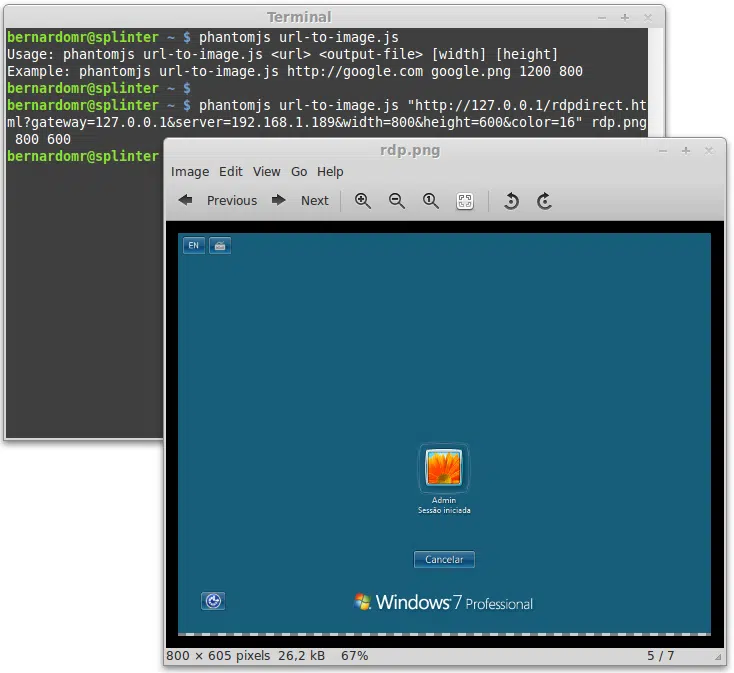 Terminal
bernardomr@splinter ~ $ phantomjs url-to-image.js
Usage: phantomjs url-to-image.js <url> <output-file> [width] [height]
Example: phantomjs url-to-image.js http://google.com google.png 1200 800
bernardomr@splinter ~ $
bernardomr@splinter ~ $ phantomjs url-to-image.js "http://127.0.0.1/rdpdirect.ht
ml?gateway=127.0.0.1&server=192.168.1.189&width=800&height=600&color=16" rdp.png
 800 600
bernardomr@splinter
rdp.png
Image Edit View Go Help
Previous Next
EN
Admin
Sessão iniciada
Cancelar
Windows 7 Professional
800 × 605 pixels 26,2 kB 67% 5 / 7